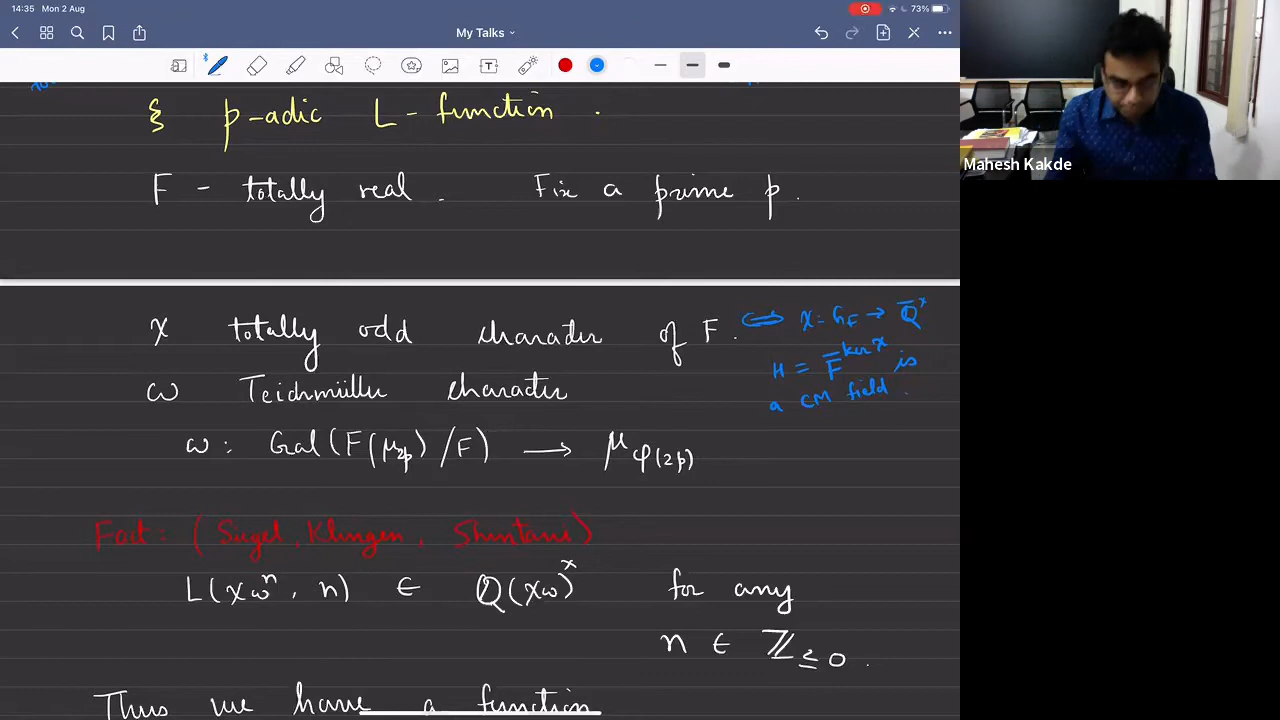 14:35 Mon 2 Aug
73%
My Talks
§ p-adic L-function.
F - totally real. Fix a prime p.
χ totally odd character of F. ⟺ χ: G_F → Q̄^×
H = F̄^{ker χ} is
a CM field.
ω Teichmüller character
ω: Gal(F(μ_{2p})/F) → μ_{φ(2p)}
Fact: (Siegel, Klingen, Shintani)
L(χω^n, n) ∈ Q(χω)^× for any
n ∈ ℤ_{≤0}.
Thus we have a function
Mahesh Kakde